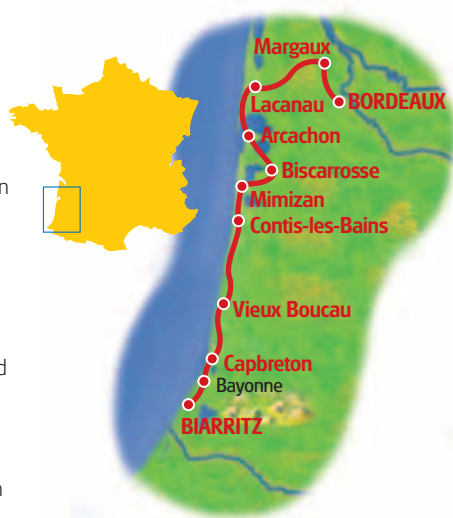 Margaux
BORDEAUX
Lacanau
Arcachon
Biscarrosse
Mimizan
Contis-les-Bains
Vieux Boucau
Capbreton
Bayonne
BIARRITZ